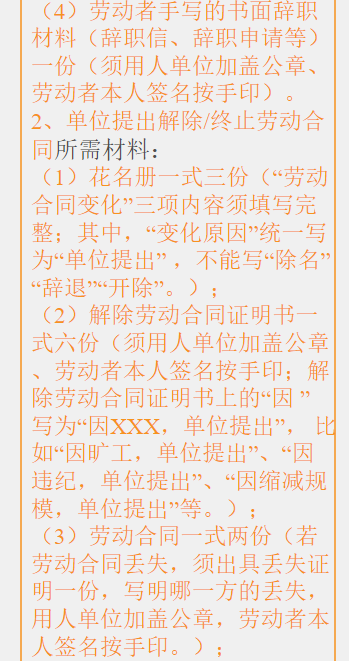 （4）劳动者手写的书面辞职
材料（辞职信、辞职申请等）
一份（须用人单位加盖公章、
劳动者本人签名按手印）。
2、单位提出解除/终止劳动合
同所需材料：
（1）花名册一式三份（“劳动
合同变化”三项内容须填写完
整；其中，“变化原因”统一写
为“单位提出” ，不能写“除名”
“辞退”“开除”。）；
（2）解除劳动合同证明书一
式六份（须用人单位加盖公章
、劳动者本人签名按手印；解
除劳动合同证明书上的“因 ”
写为“因XXX，单位提出”， 比
如“因旷工，单位提出”、“因
违纪，单位提出”、“因缩减规
模，单位提出”等。）；
（3）劳动合同一式两份（若
劳动合同丢失，须出具丢失证
明一份，写明哪一方的丢失，
用人单位加盖公章，劳动者本
人签名按手印。）；